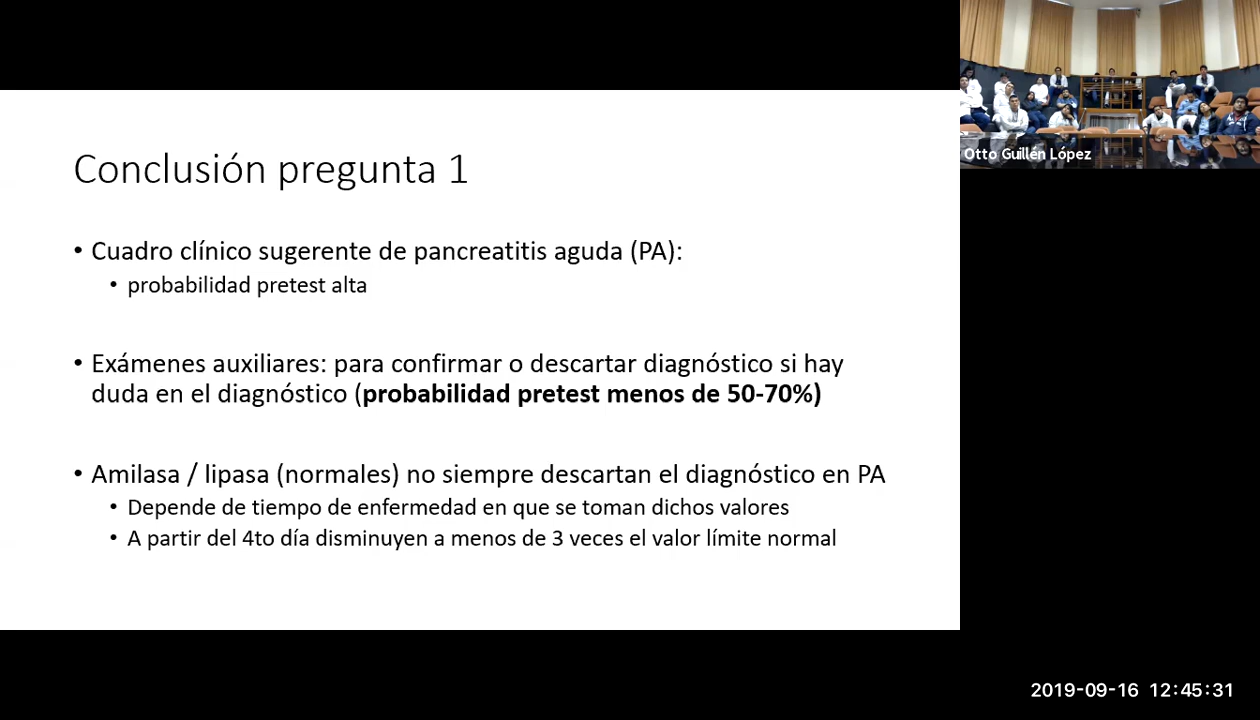 Conclusión pregunta 1
• Cuadro clínico sugerente de pancreatitis aguda (PA):
• probabilidad pretest alta
• Exámenes auxiliares: para confirmar o descartar diagnóstico si hay
duda en el diagnóstico (probabilidad pretest menos de 50-70%)
• Amilasa / lipasa (normales) no siempre descartan el diagnóstico en PA
• Depende de tiempo de enfermedad en que se toman dichos valores
• A partir del 4to día disminuyen a menos de 3 veces el valor límite normal
Otto Guillén López
2019-09-16 12:45:31